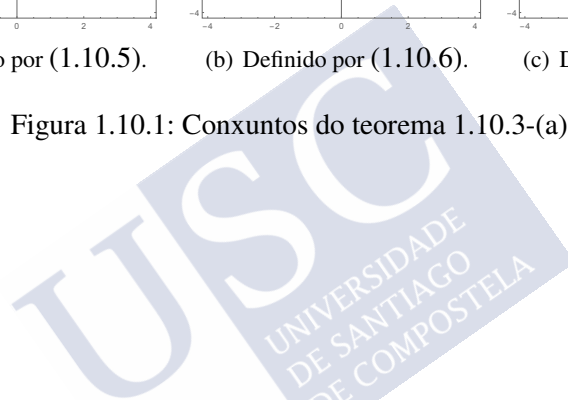 −4 −4
0 2 4 −2 0 2 4 −4 −2
o por (1.10.5). (b) Definido por (1.10.6). (c) D
Figura 1.10.1: Conxuntos do teorema 1.10.3-(a)
USC
UNIVERSIDADE
DE SANTIAGO
DE COMPOSTELA